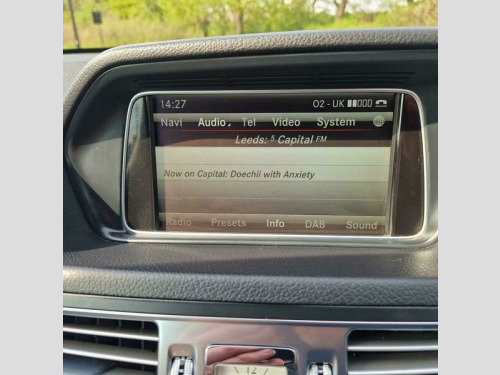 14:27 O2 - UK
Navi Audio Tel Video System
Leeds: 5 Capital FM
Now on Capital: Doechii with Anxiety
Radio Presets Info DAB Sound
12